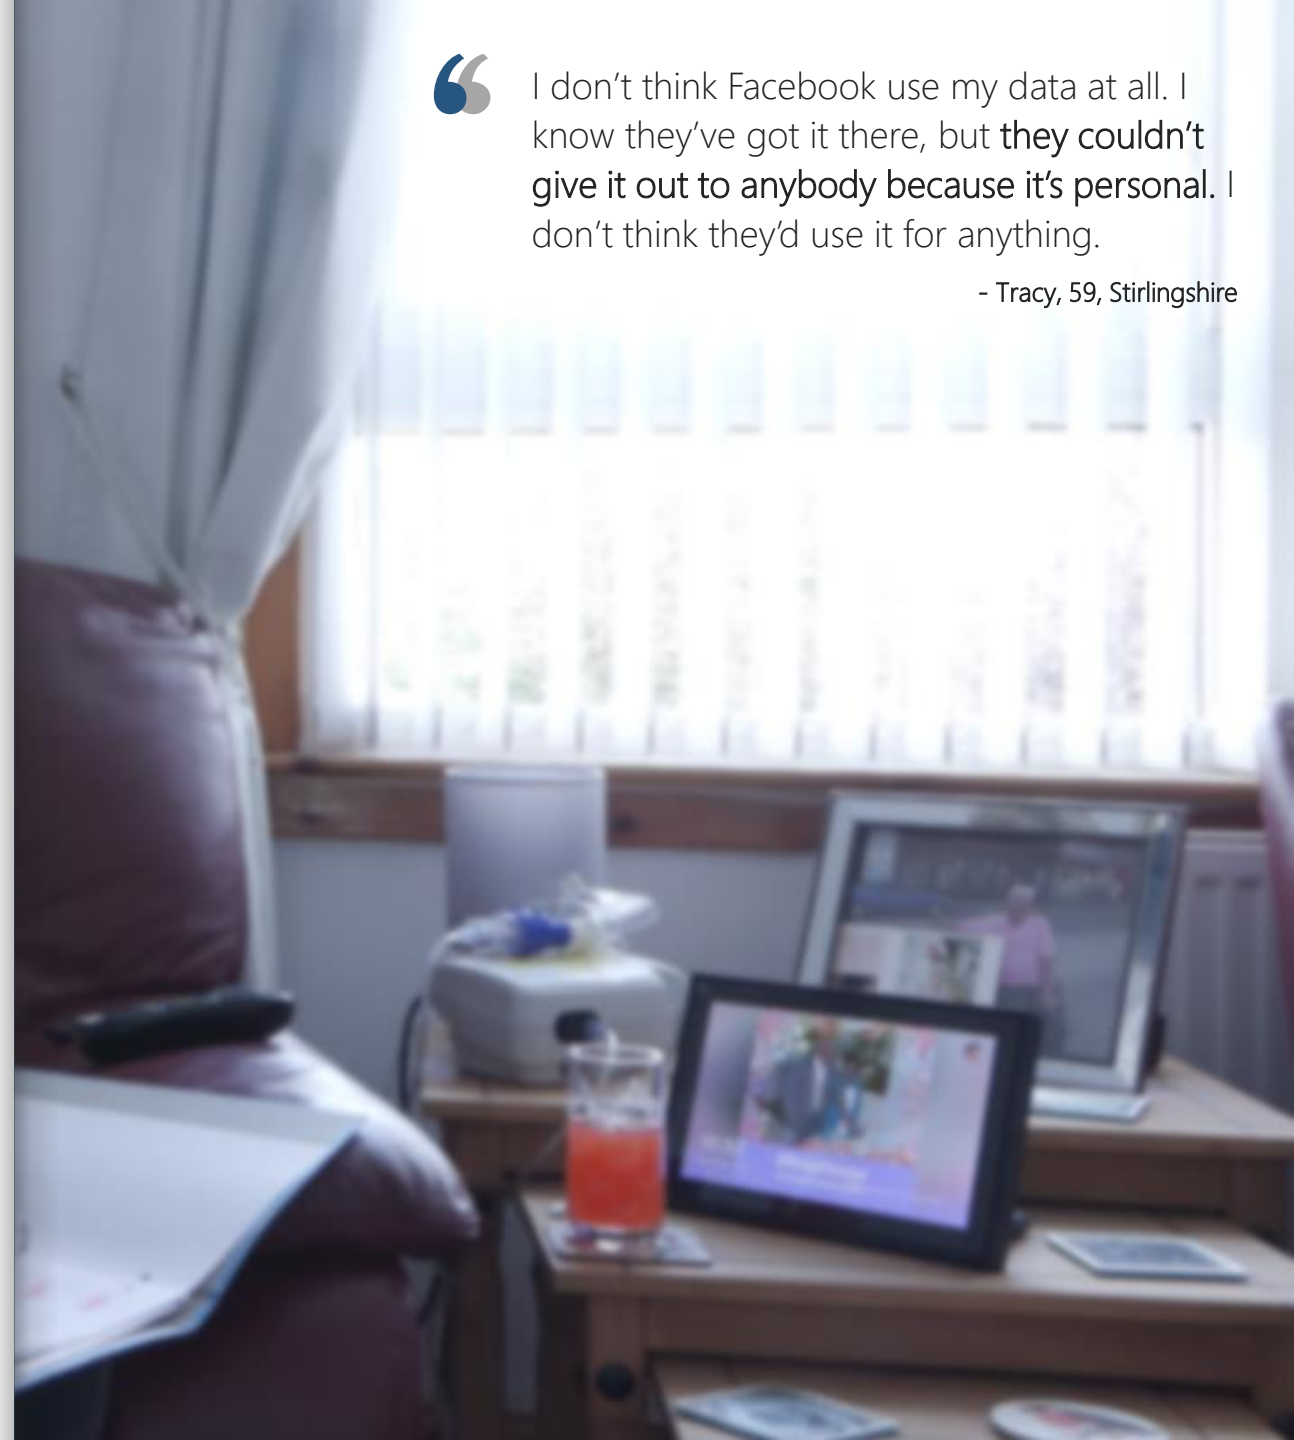 I don’t think Facebook use my data at all. I
know they’ve got it there, but they couldn’t
give it out to anybody because it’s personal. I
don’t think they’d use it for anything.
- Tracy, 59, Stirlingshire